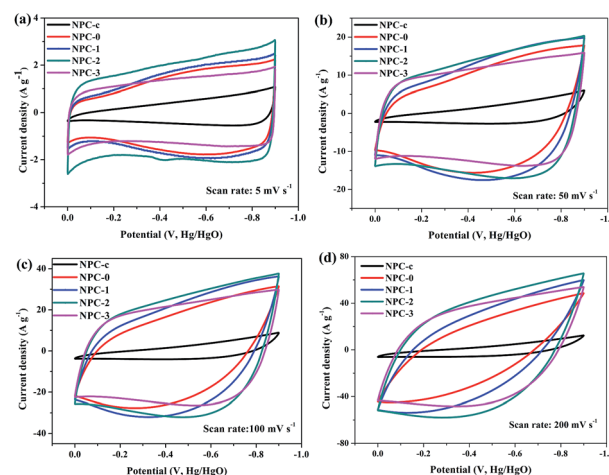 (a)
NPC-c
NPC-0
NPC-1
NPC-2
NPC-3
Current density (A g⁻¹)
4
2
0
-2
-4
Scan rate: 5 mV s⁻¹
0.0 -0.2 -0.4 -0.6 -0.8 -1.0
Potential (V, Hg/HgO)
(b)
NPC-c
NPC-0
NPC-1
NPC-2
NPC-3
Current density (A g⁻¹)
20
10
0
-10
-20
Scan rate: 50 mV s⁻¹
0.0 -0.2 -0.4 -0.6 -0.8 -1.0
Potential (V, Hg/HgO)
(c)
NPC-c
NPC-0
NPC-1
NPC-2
NPC-3
Current density (A g⁻¹)
40
20
0
-20
-40
Scan rate:100 mV s⁻¹
0.0 -0.2 -0.4 -0.6 -0.8 -1.0
Potential (V, Hg/HgO)
(d)
NPC-c
NPC-0
NPC-1
NPC-2
NPC-3
Current density (A g⁻¹)
80
40
0
-40
-80
Scan rate: 200 mV s⁻¹
0.0 -0.2 -0.4 -0.6 -0.8 -1.0
Potential (V, Hg/HgO)